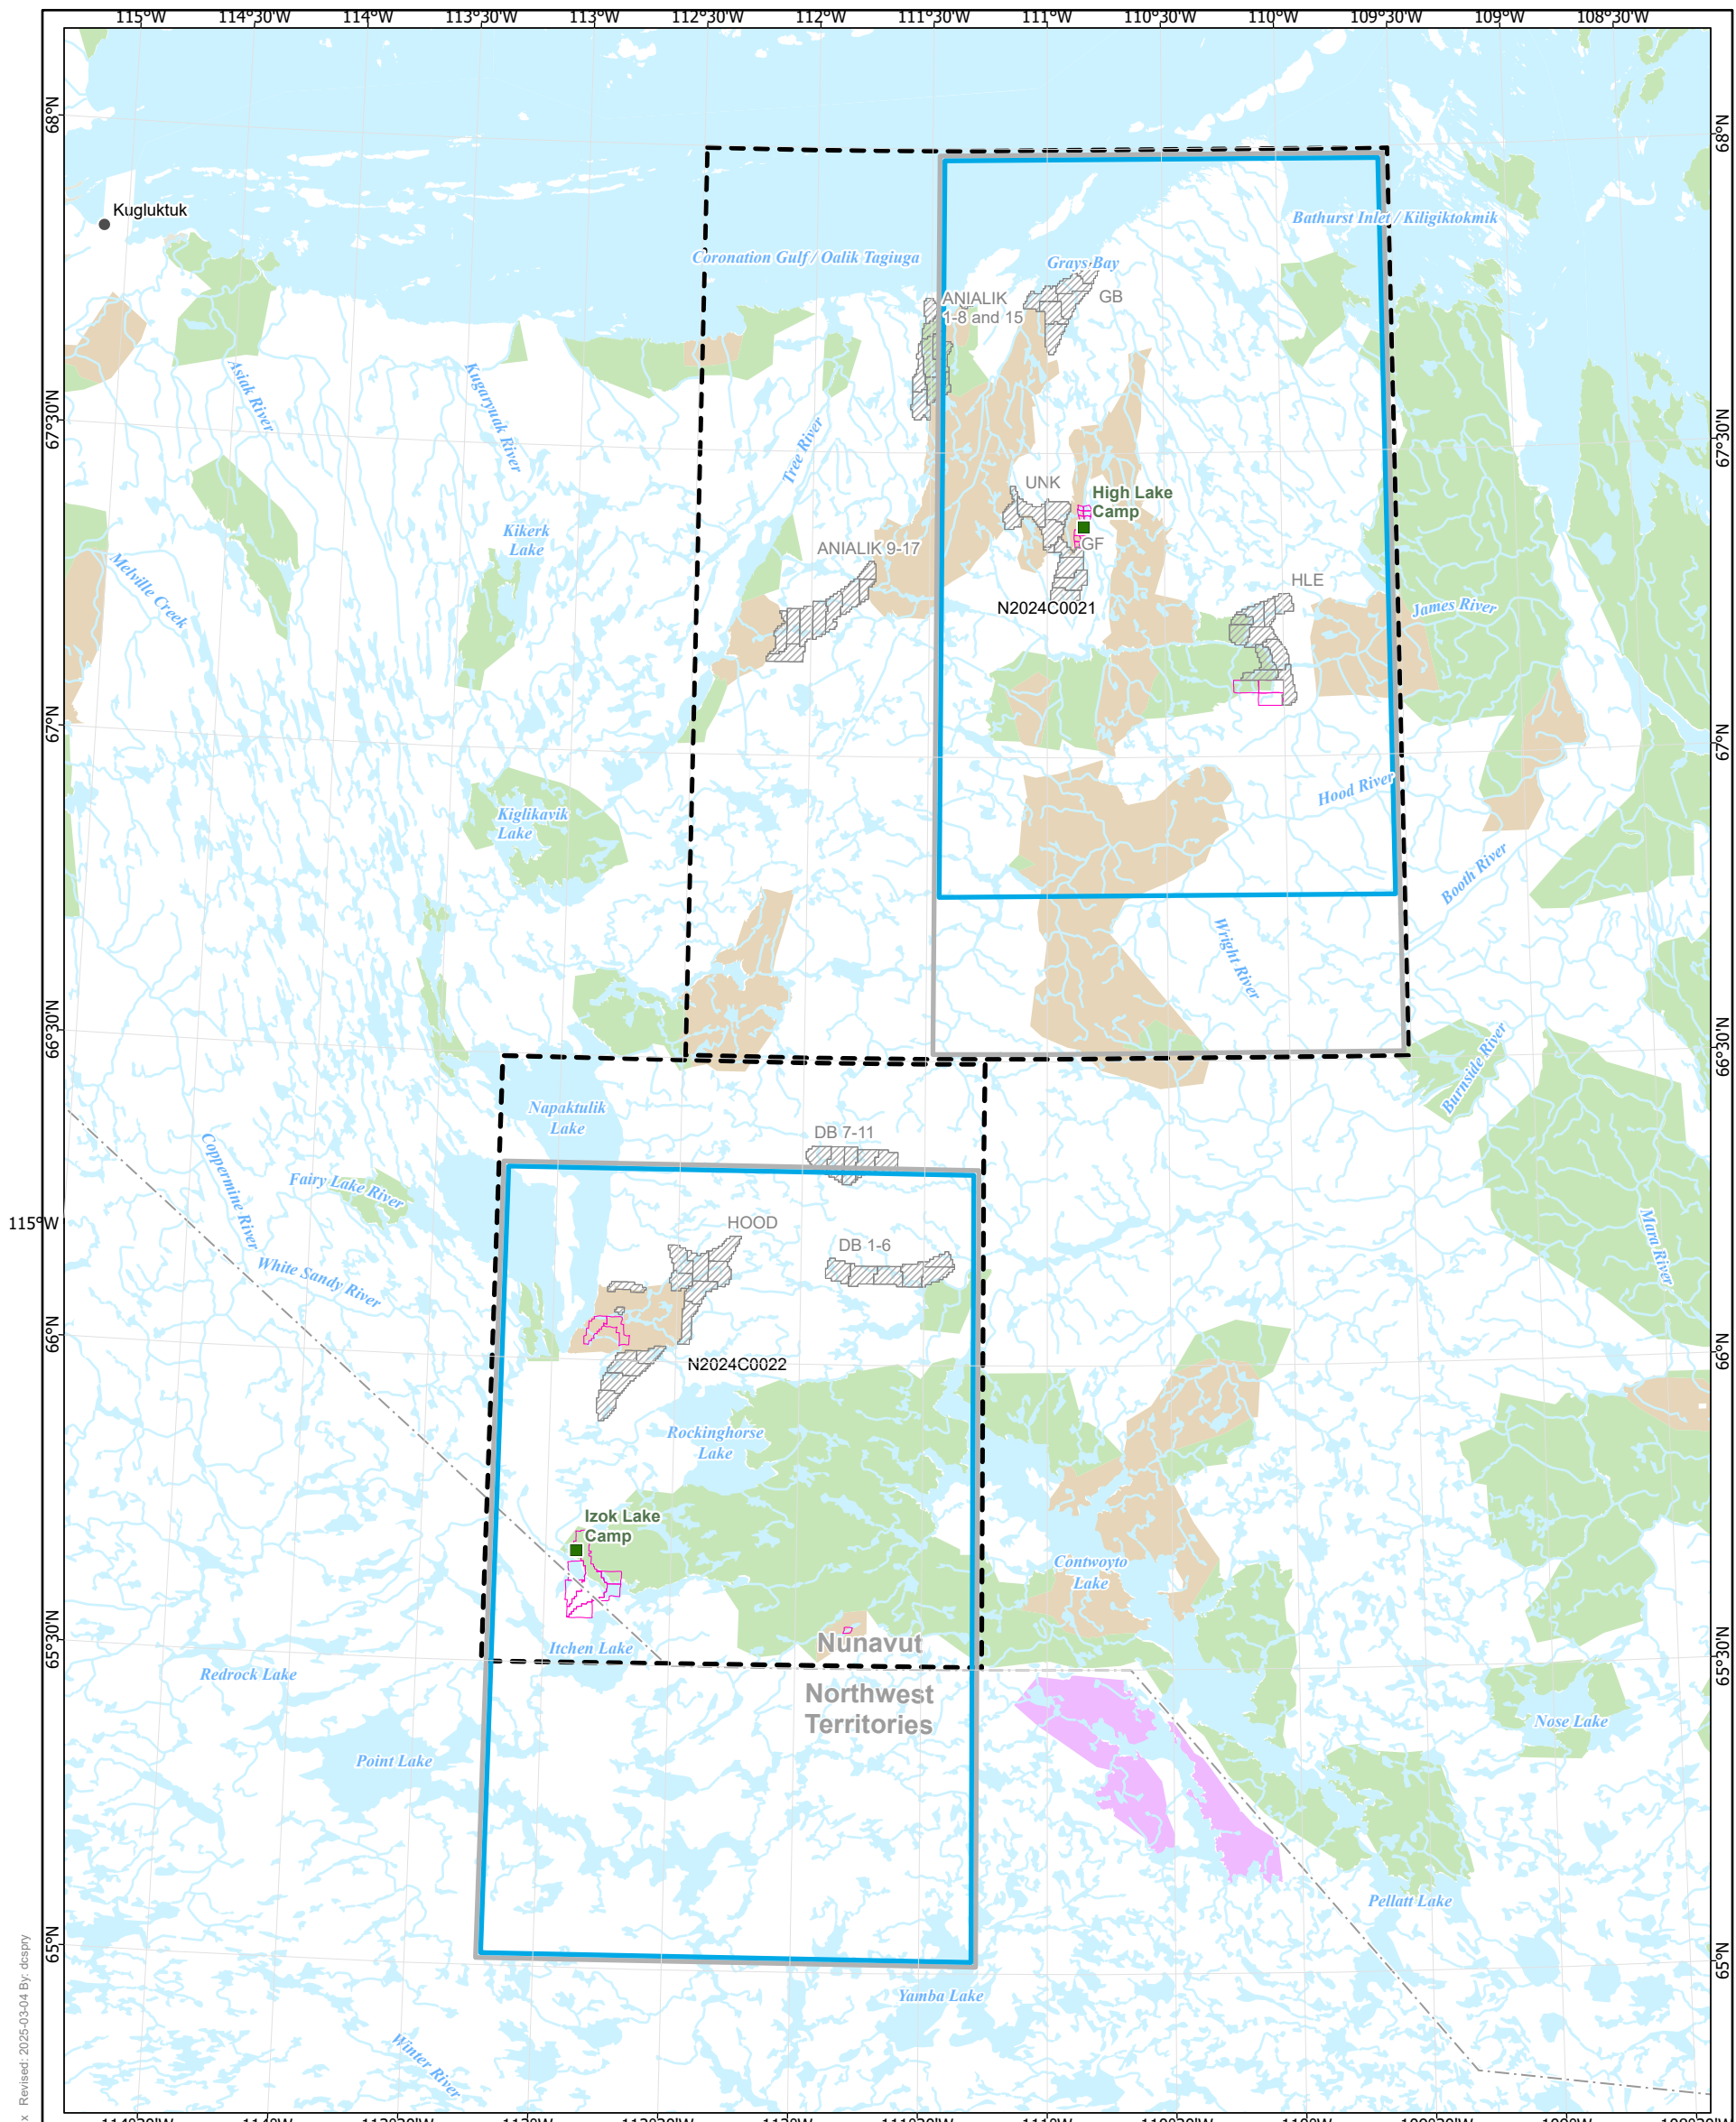 115°W
114°30'W
114°W
113°30'W
113°W
112°30'W
112°W
111°30'W
111°W
110°30'W
110°W
109°30'W
109°W
108°30'W
68°N
68°N
Kugluktuk
Bathurst Inlet / Kiligiktokmik
Coronation Gulf / Oalik Tagiuga
Grays Bay
GB
ANIALIK
1-8 and 15
Asiak River
Kugaryuak River
Tree River
67°30'N
67°30'N
UNK
High Lake
Camp
GF
Kikerk
Lake
ANIALIK 9-17
Melville Creek
HLE
N2024C0021
James River
67°N
67°N
Hood River
Kiglikavik
Lake
Booth River
Wright River
66°30'N
66°30'N
Burnside River
Napaktulik
Lake
DB 7-11
Coppermine River
Fairy Lake River
115°W
HOOD
DB 1-6
Mara River
White Sandy River
66°N
66°N
N2024C0022
Rockinghorse
Lake
Izok Lake
Camp
Contwoyto
Lake
65°30'N
65°30'N
Nunavut
Itchen Lake
Redrock Lake
Northwest
Territories
Nose Lake
Point Lake
Pellatt Lake
65°N
65°N
Yamba Lake
Winter River
x Revised: 2025-03-04 By: dcspry